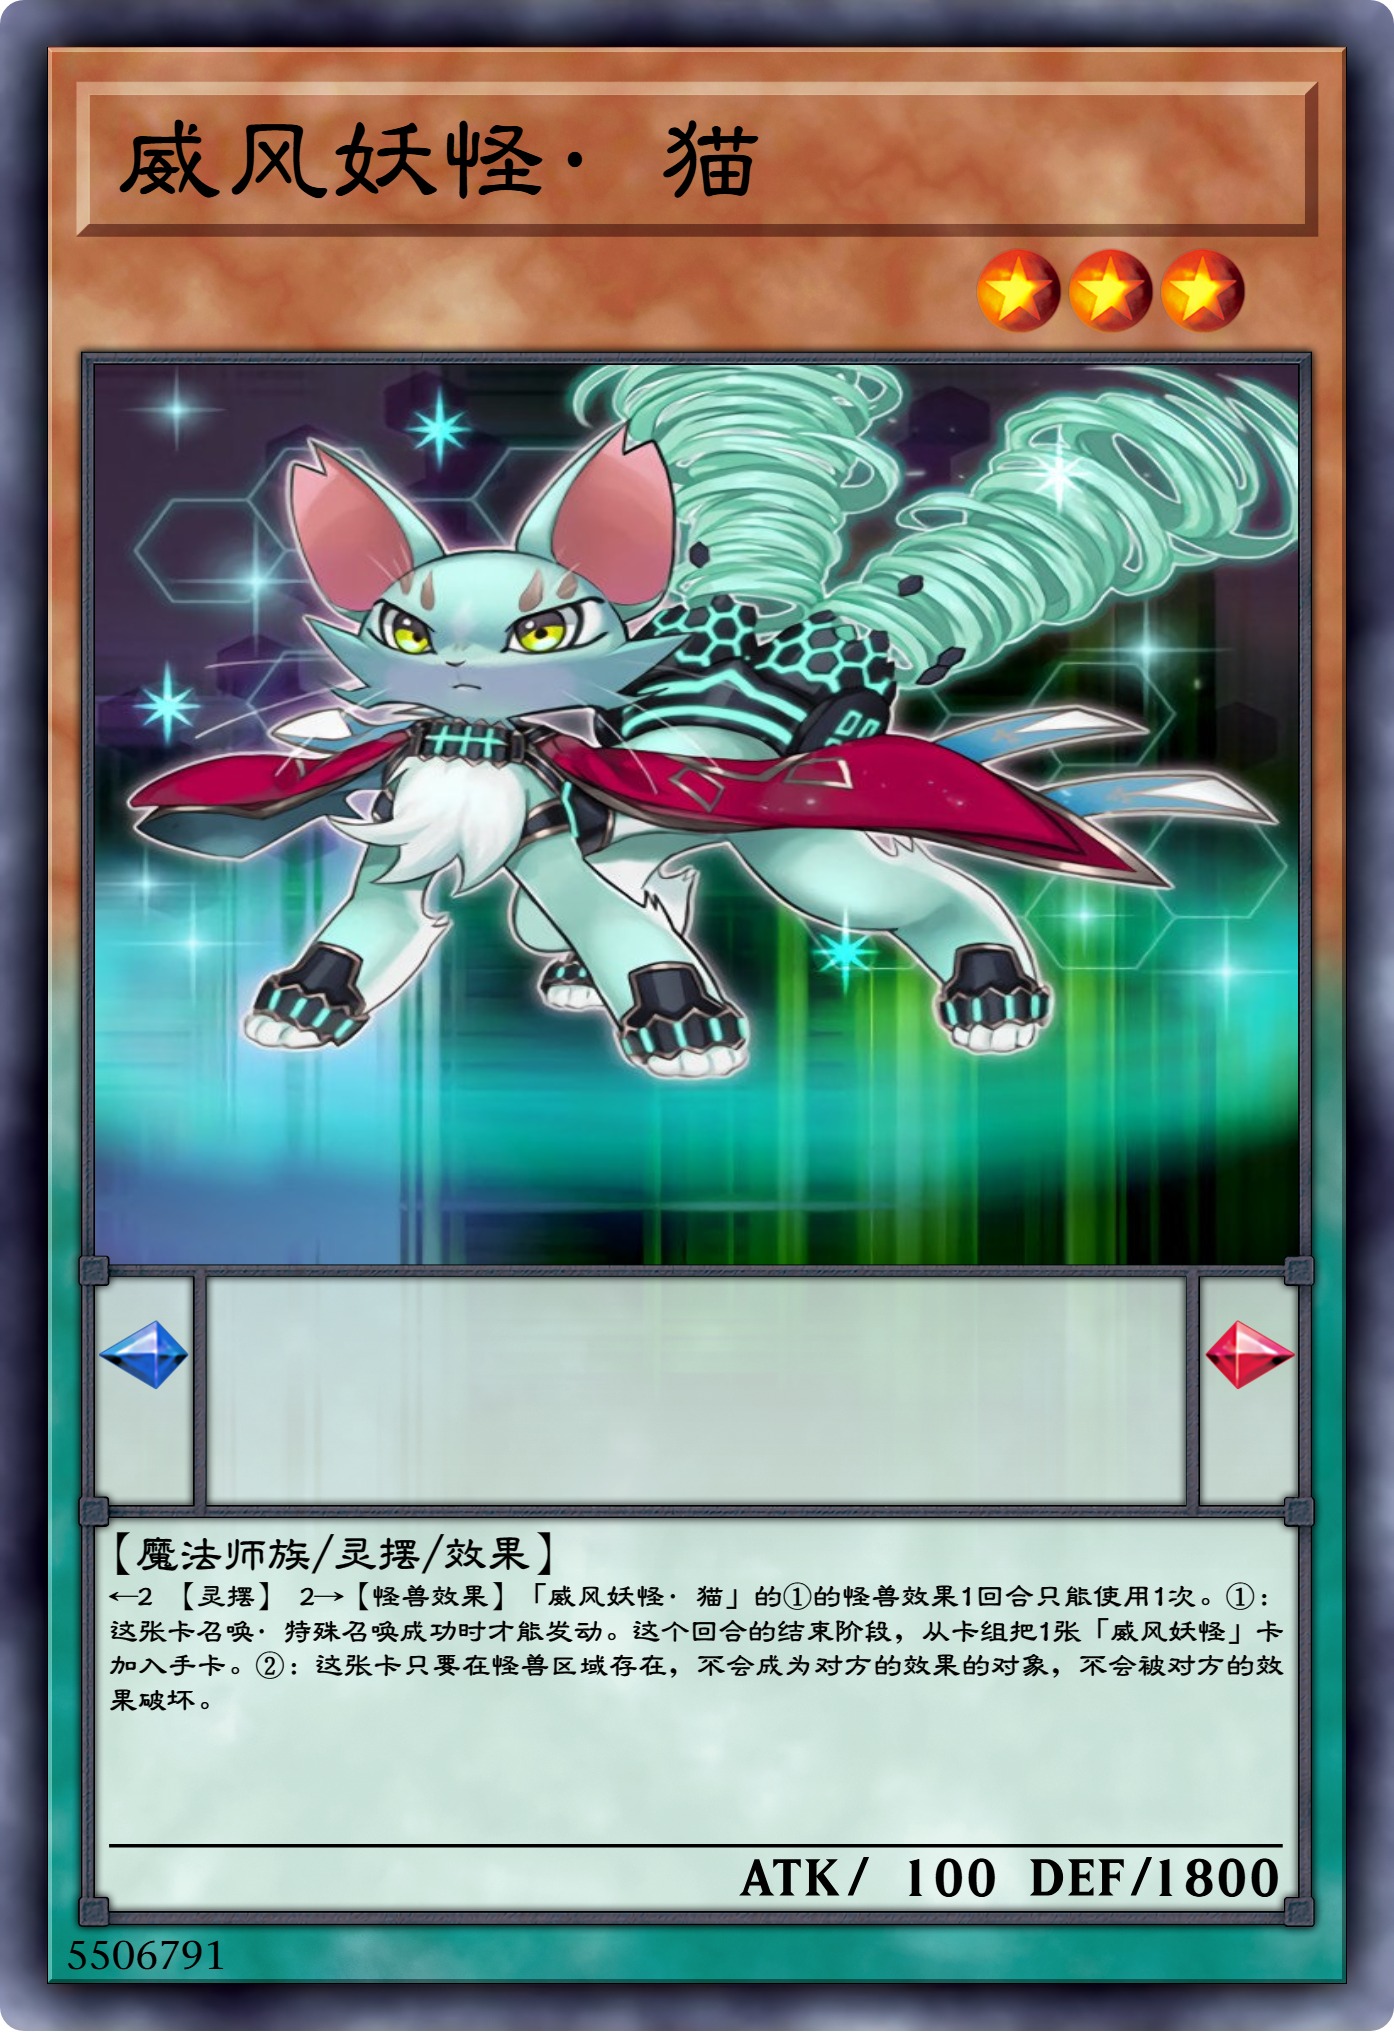 威风妖怪· 猫
【魔法师族/灵摆/效果】
←2 【灵摆】 2→【怪兽效果】「威风妖怪· 猫」的①的怪兽效果1回合只能使用1次。①：
这张卡召唤· 特殊召唤成功时才能发动。这个回合的结束阶段，从卡组把1张「威风妖怪」卡
加入手卡。②：这张卡只要在怪兽区域存在，不会成为对方的效果的对象，不会被对方的效
果破坏。
ATK/ 100 DEF/1800
5506791